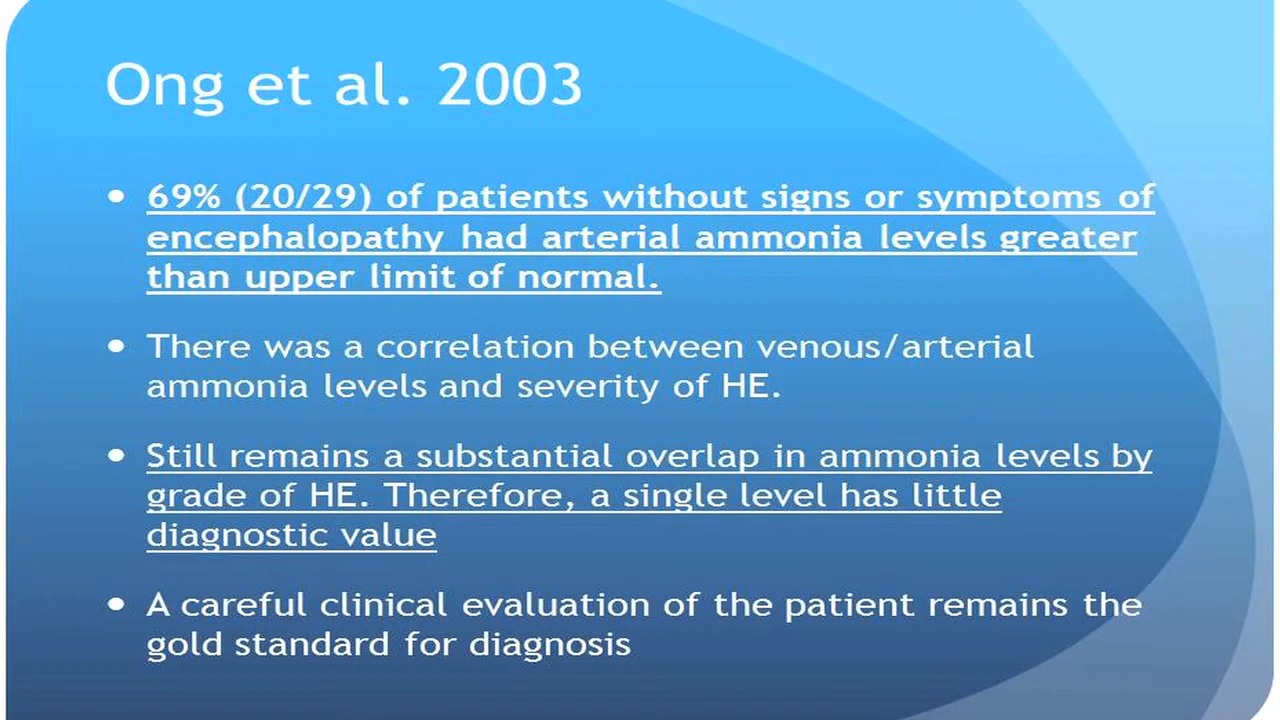 Ong et al. 2003
• 69% (20/29) of patients without signs or symptoms of
encephalopathy had arterial ammonia levels greater
than upper limit of normal.
• There was a correlation between venous/arterial
ammonia levels and severity of HE.
• Still remains a substantial overlap in ammonia levels by
grade of HE. Therefore, a single level has little
diagnostic value
• A careful clinical evaluation of the patient remains the
gold standard for diagnosis